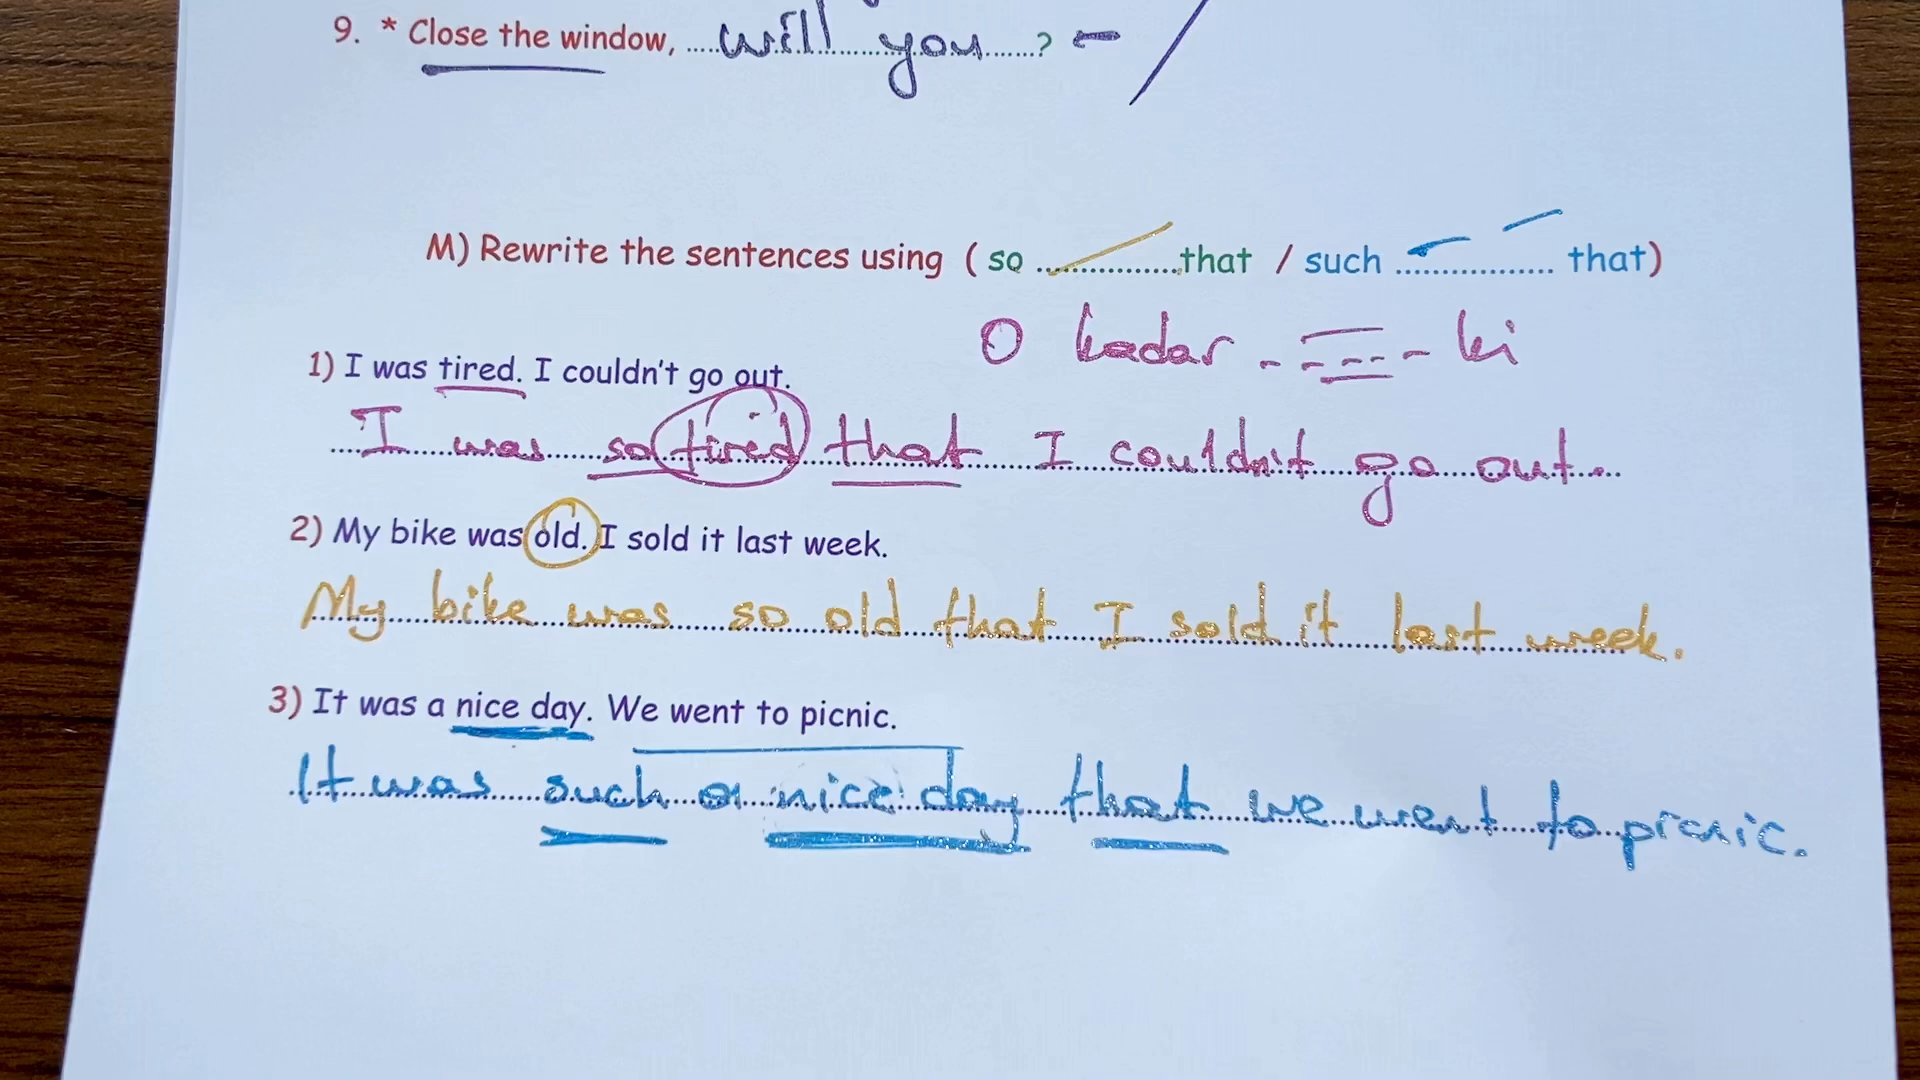 9. * Close the window, ....will you......?
M) Rewrite the sentences using ( so ...............that / such ................ that)
O kadar - - - - - ki
1) I was tired. I couldn't go out.
I was so tired that I couldn't go out.
2) My bike was old. I sold it last week.
My bike was so old that I sold it last week.
3) It was a nice day. We went to picnic.
It was such a nice day that we went to picnic.